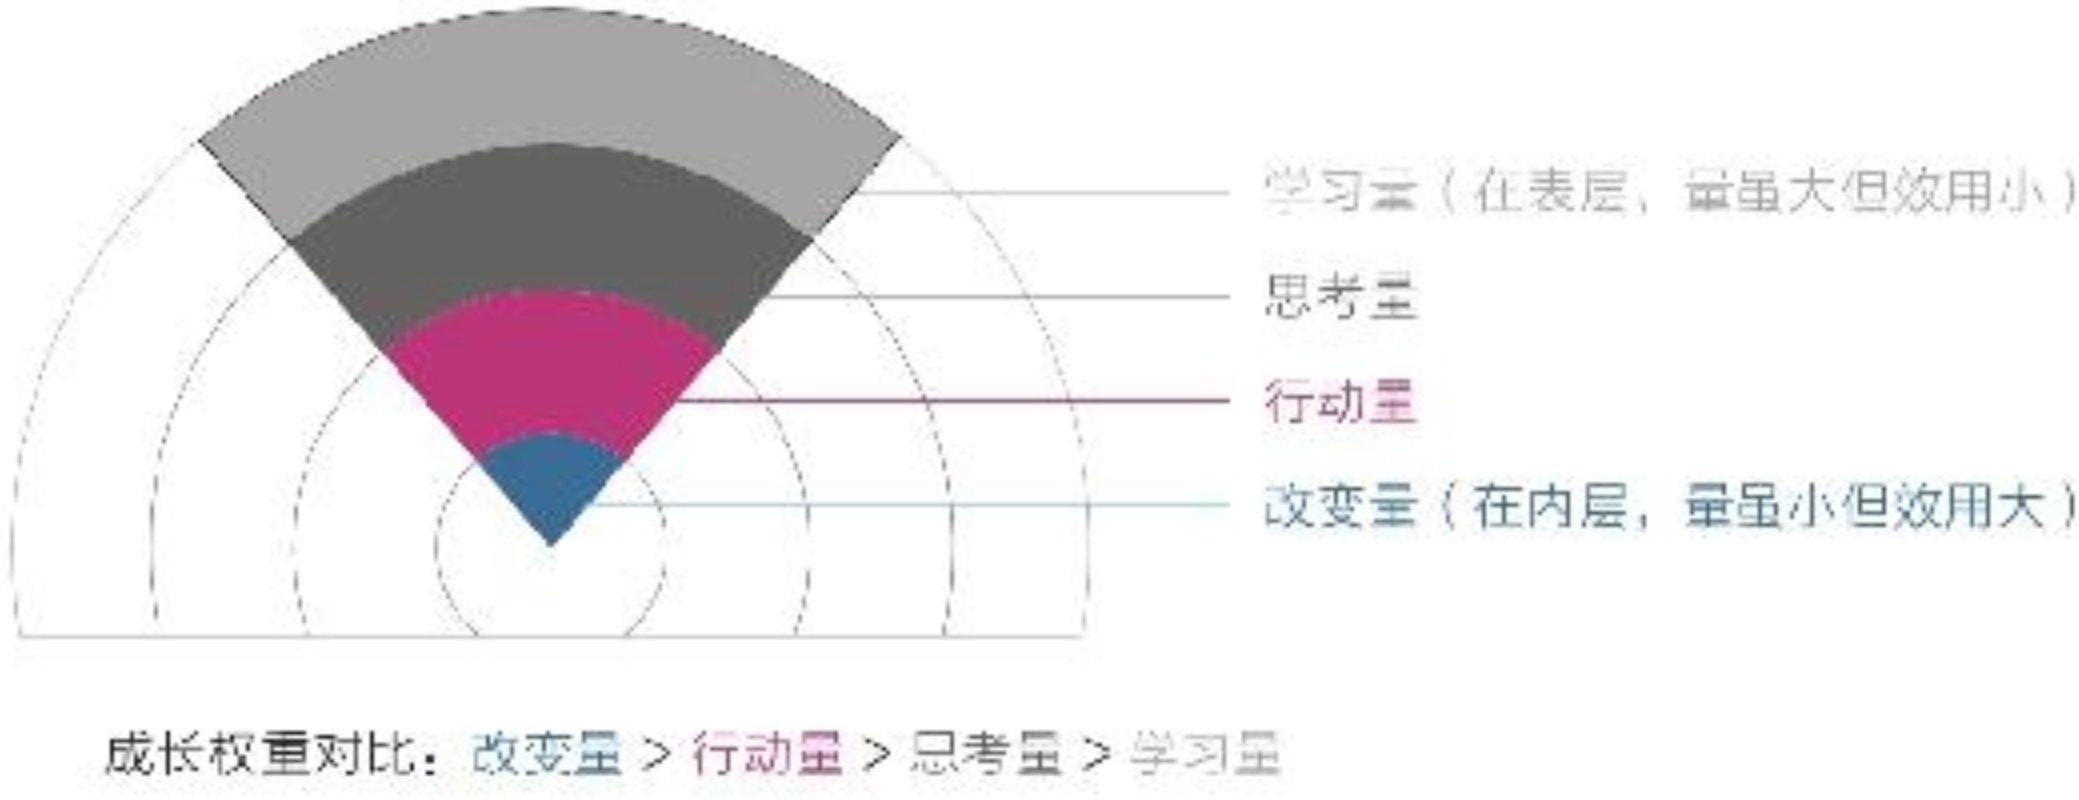 学习量（在表层，量虽大但效用小）
思考量
行动量
改变量（在内层，量虽小但效用大）
成长权重对比：改变量 > 行动量 > 思考量 > 学习量